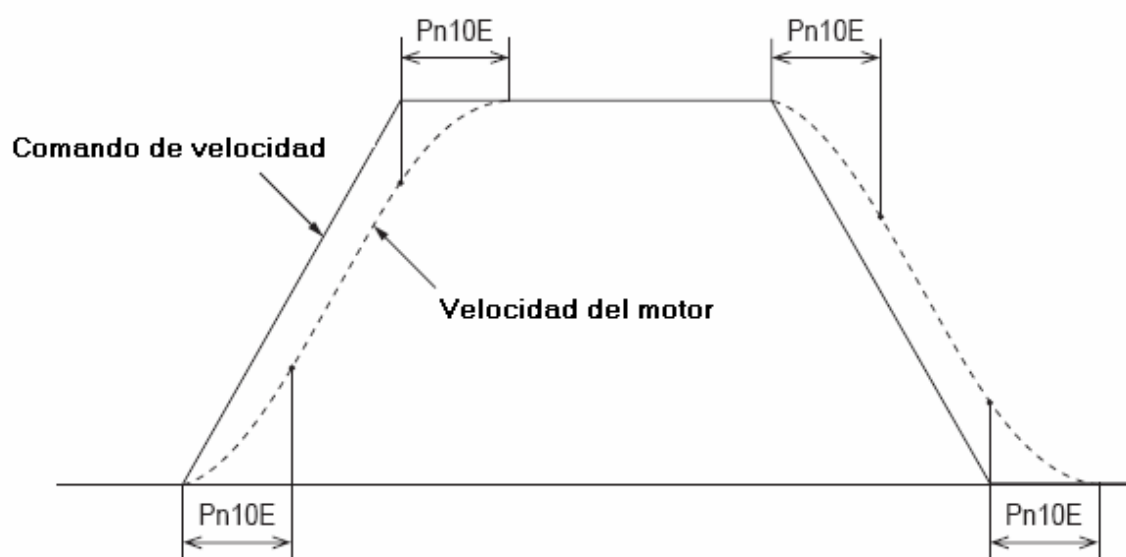 Pn10E
Pn10E
Comando de velocidad
Velocidad del motor
Pn10E
Pn10E